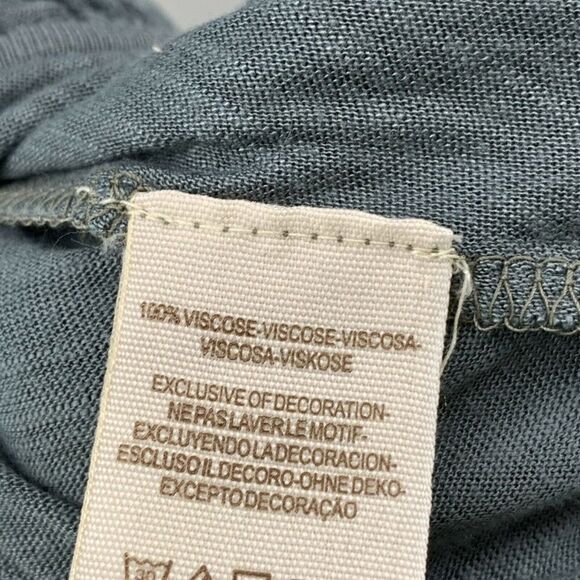 100% VISCOSE-VISCOSE-VISCOSA-
VISCOSA-VISKOSE
EXCLUSIVE OF DECORATION-
NE PAS LAVER LE MOTIF-
EXCLUYENDO LA DECORACION-
ESCLUSO IL DECORO-OHNE DEKO-
EXCEPTO DECORAÇÃO
30